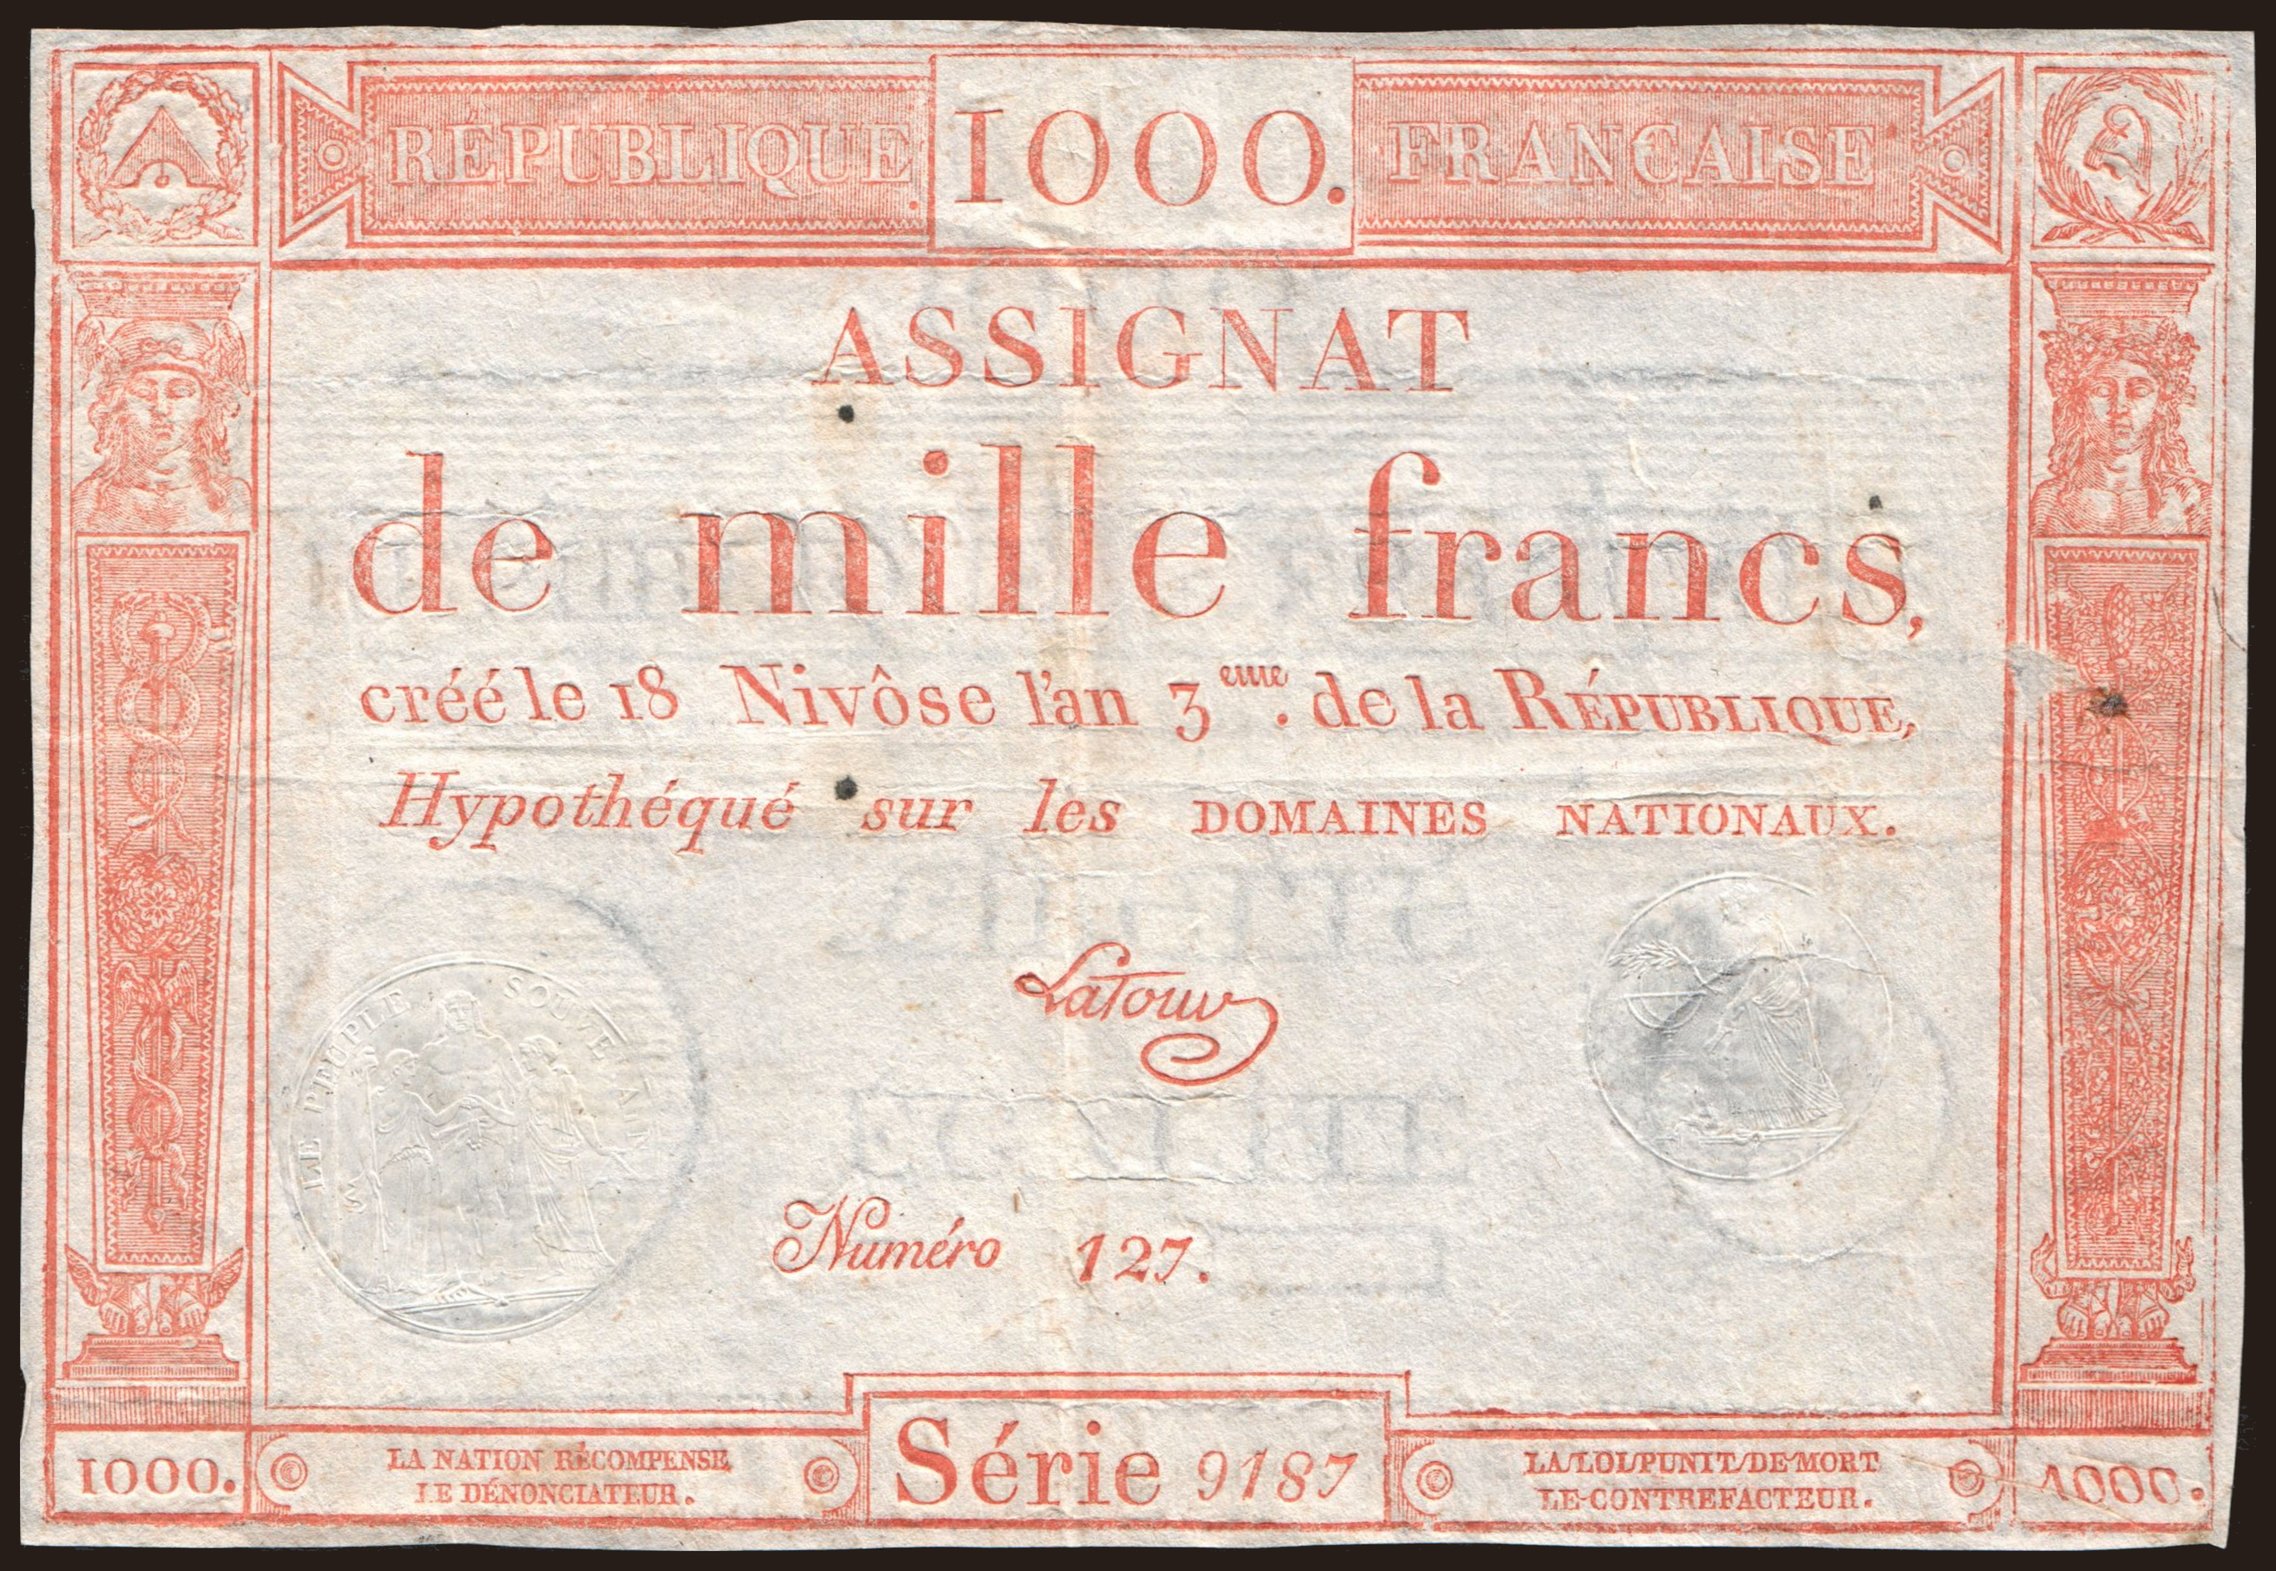 RÉPUBLIQUE 1000. FRANCAISE
ASSIGNAT
de mille francs,
créé le 18 Nivôse l'an 3eme. de la RÉPUBLIQUE,
Hypothéqué sur les DOMAINES NATIONAUX.
LE PEUPLE SOUVERAIN
Latour
Numéro 127.
1000.
LA NATION RÉCOMPENSE
LE DÉNONCIATEUR.
Série 9187
LA LOI PUNIT DE MORT
LE CONTREFACTEUR.
1000.